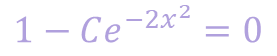 1 − Ce^{−2x^2} = 0